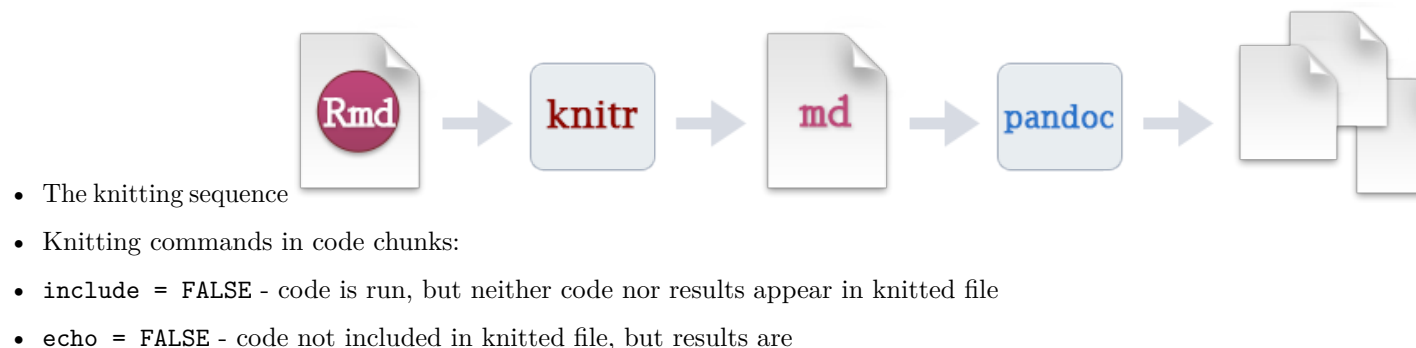 Rmd knitr md pandoc
• The knitting sequence
• Knitting commands in code chunks:
• include = FALSE - code is run, but neither code nor results appear in knitted file
• echo = FALSE - code not included in knitted file, but results are